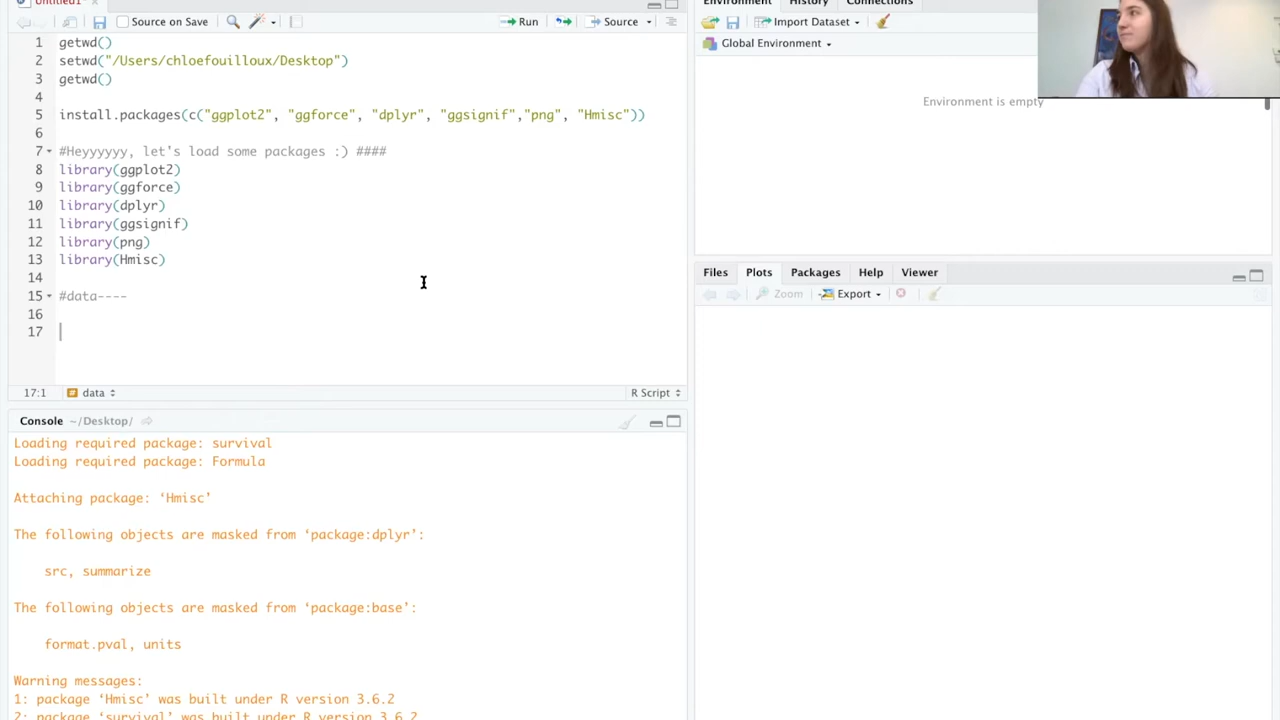 Untitled1*
Source on Save
Run
Source
1 getwd()
2 setwd("/Users/chloefouilloux/Desktop")
3 getwd()
4
5 install.packages(c("ggplot2", "ggforce", "dplyr", "ggsignif","png", "Hmisc"))
6
7 #Heyyyyyy, let's load some packages :) ####
8 library(ggplot2)
9 library(ggforce)
10 library(dplyr)
11 library(ggsignif)
12 library(png)
13 library(Hmisc)
14
15 #data----
16
17
17:1 data R Script
Console ~/Desktop/
Loading required package: survival
Loading required package: Formula
Attaching package: ‘Hmisc’
The following objects are masked from ‘package:dplyr’:
src, summarize
The following objects are masked from ‘package:base’:
format.pval, units
Warning messages:
1: package ‘Hmisc’ was built under R version 3.6.2
2: package ‘survival’ was built under R version 3.6.2
Environment History Connections
Import Dataset
Global Environment
Environment is empty
Files Plots Packages Help Viewer
Zoom Export